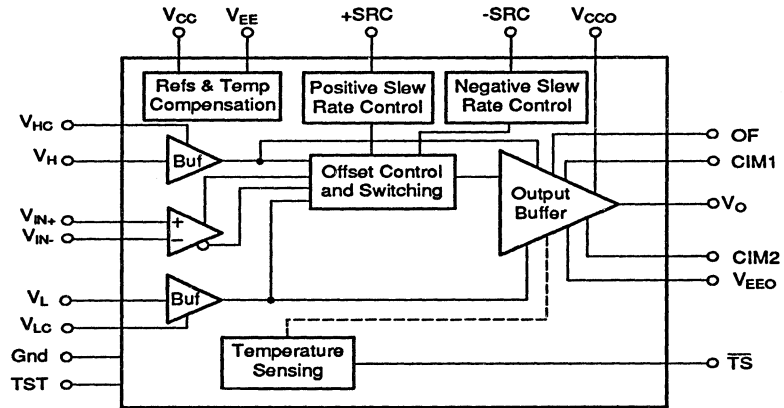 VCC VEE +SRC -SRC VCCO
Refs & Temp
Compensation
Positive Slew
Rate Control
Negative Slew
Rate Control
VHC
VH
Buf
Offset Control
and Switching
Output
Buffer
OF
CIM1
VO
VIN+
VIN-
+
−
CIM2
VEEO
VL
Buf
VLC
Gnd
TST
Temperature
Sensing
T̅S̅